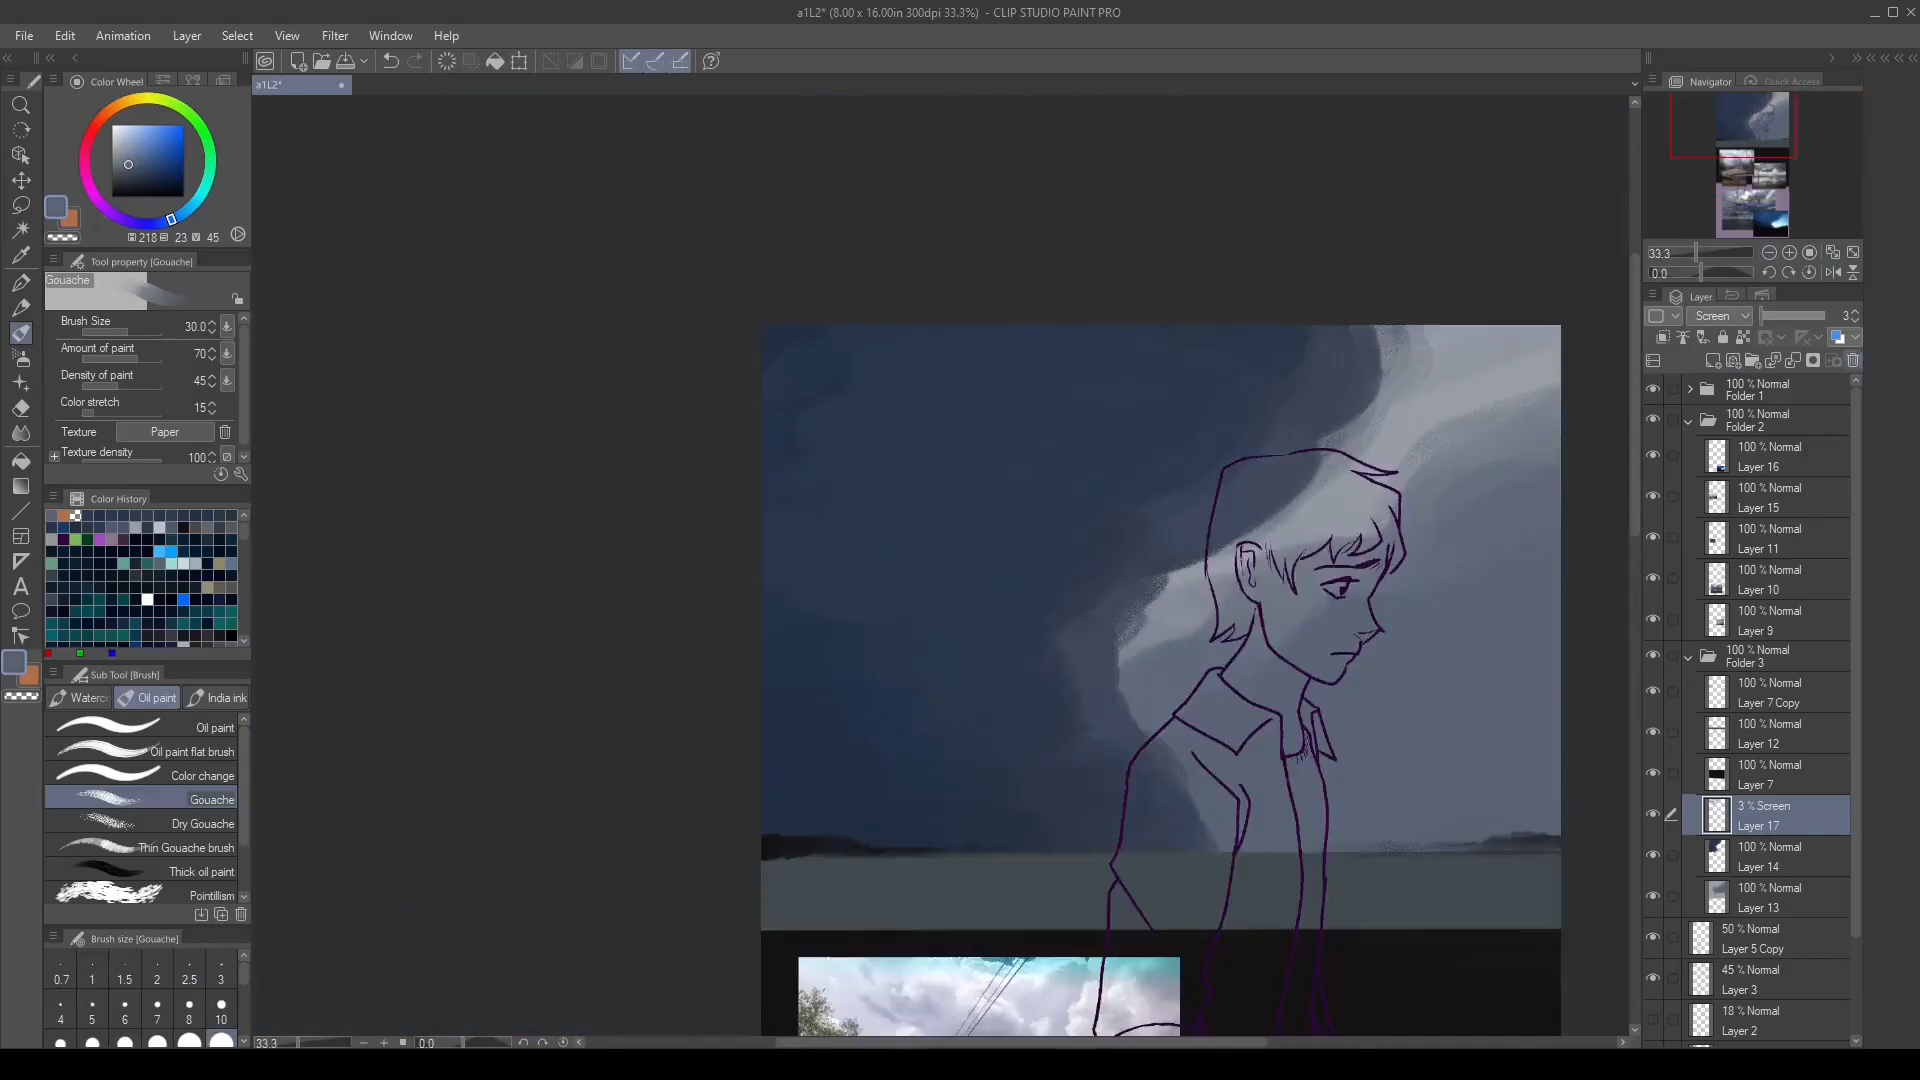 a1L2* (8.00 x 16.00in 300dpi 33.3%) - CLIP STUDIO PAINT PRO
File Edit Animation Layer Select View Filter Window Help
a1L2*
Color Wheel
218 23 45
Tool property [Gouache]
Gouache
Brush Size 30.0
Amount of paint 70
Density of paint 45
Color stretch 15
Texture Paper
Texture density 100
Color History
Sub Tool [Brush]
Waterc Oil paint India ink
Oil paint
Oil paint flat brush
Color change
Gouache
Dry Gouache
Thin Gouache brush
Thick oil paint
Pointillism
Brush size [Gouache]
0.7 1 1.5 2 2.5 3
4 5 6 7 8 10
33.3 0.0
Navigator Quick Access
33.3
0.0
Layer
Screen 3
100 % Normal
Folder 1
100 % Normal
Folder 2
100 % Normal
Layer 16
100 % Normal
Layer 15
100 % Normal
Layer 11
100 % Normal
Layer 10
100 % Normal
Layer 9
100 % Normal
Folder 3
100 % Normal
Layer 7 Copy
100 % Normal
Layer 12
100 % Normal
Layer 7
3 % Screen
Layer 17
100 % Normal
Layer 14
100 % Normal
Layer 13
50 % Normal
Layer 5 Copy
45 % Normal
Layer 3
18 % Normal
Layer 2